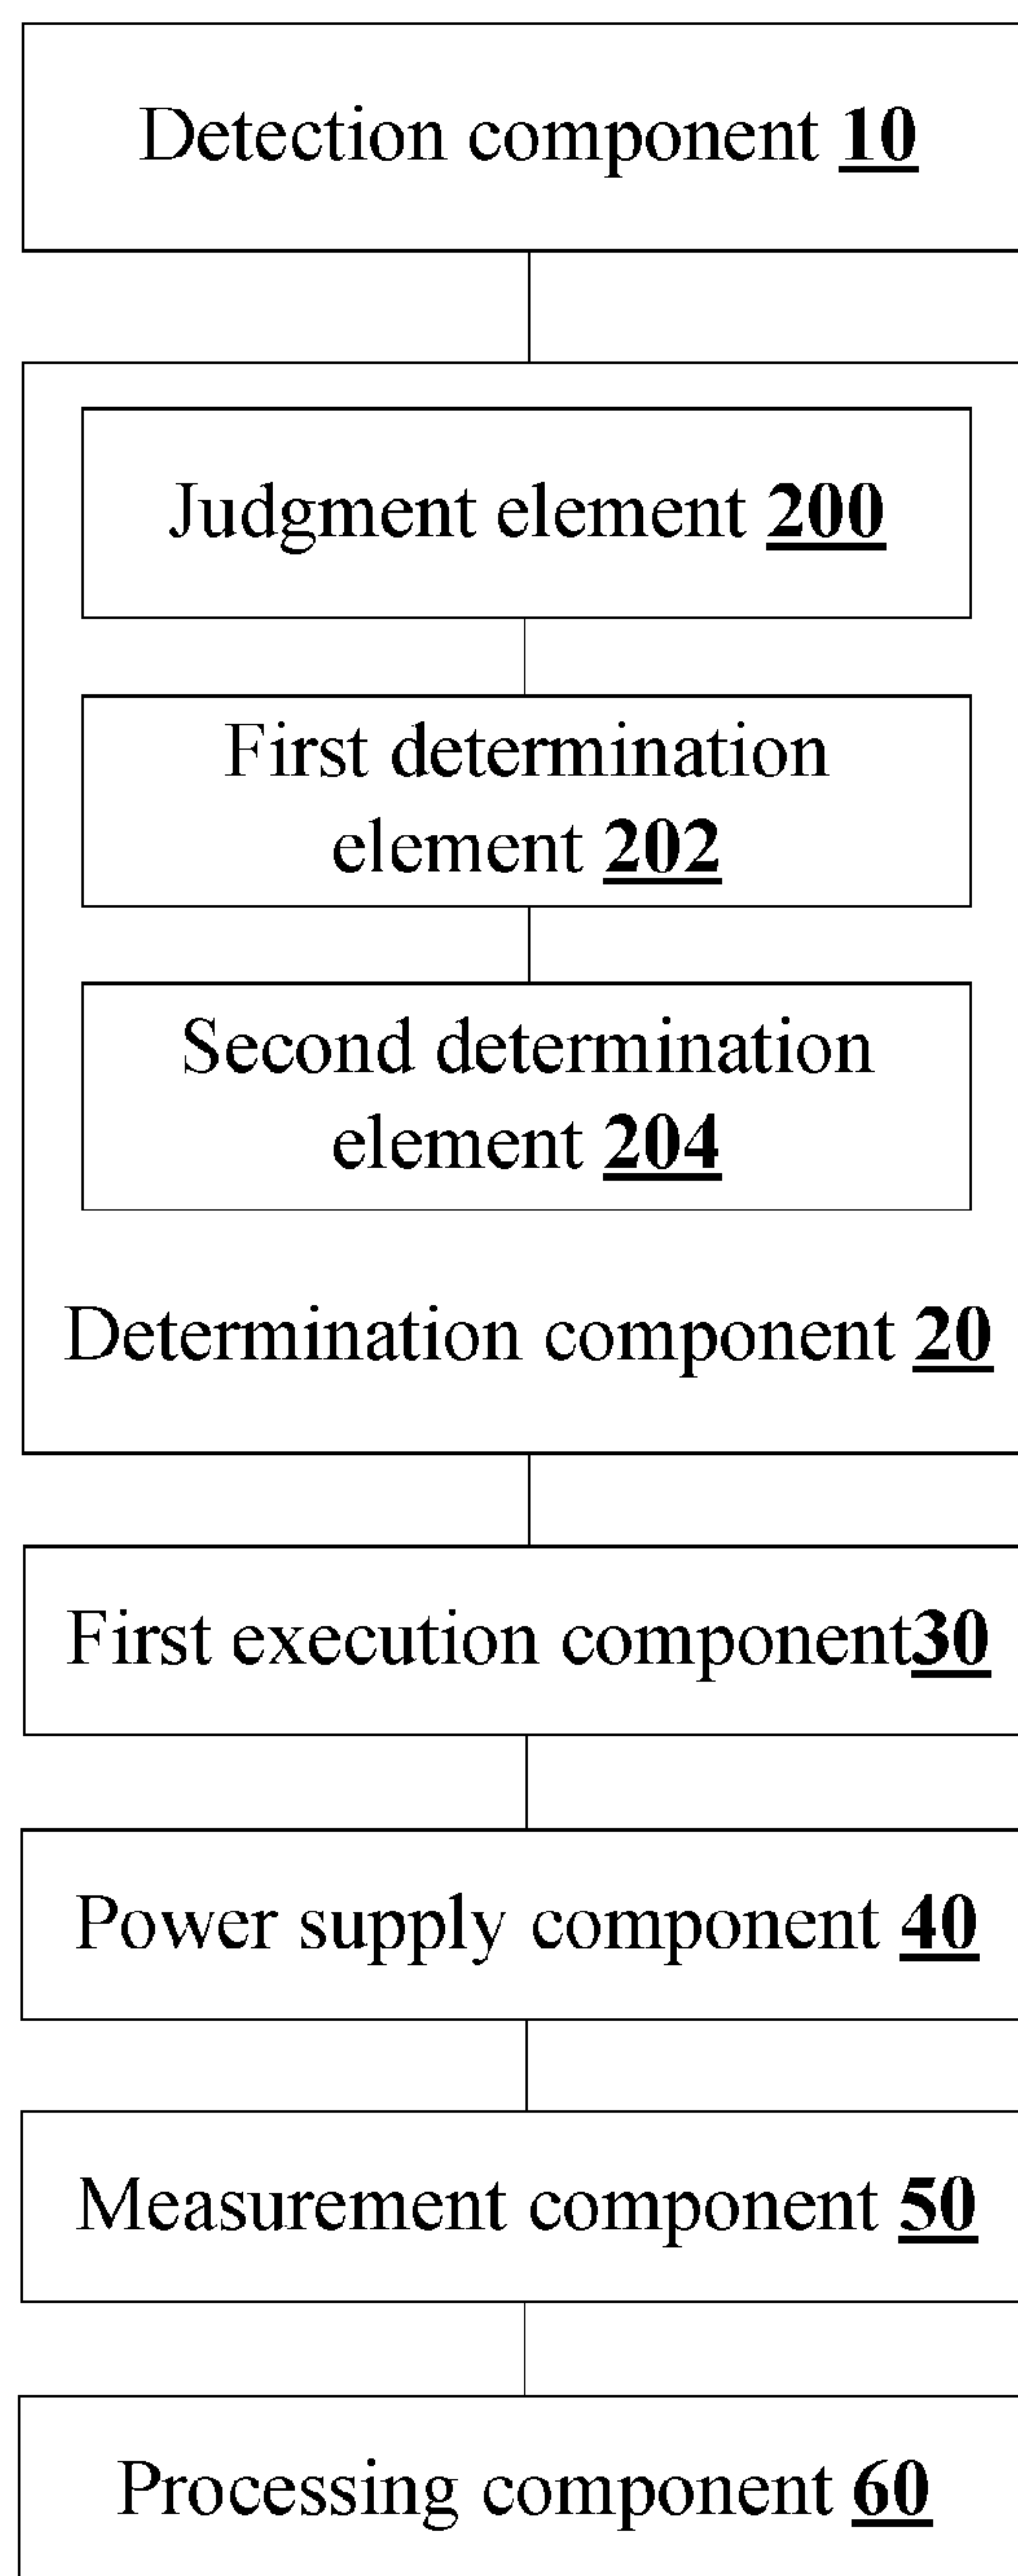 Detection component 10
Judgment element 200
First determination
element 202
Second determination
element 204
Determination component 20
First execution component30
Power supply component 40
Measurement component 50
Processing component 60